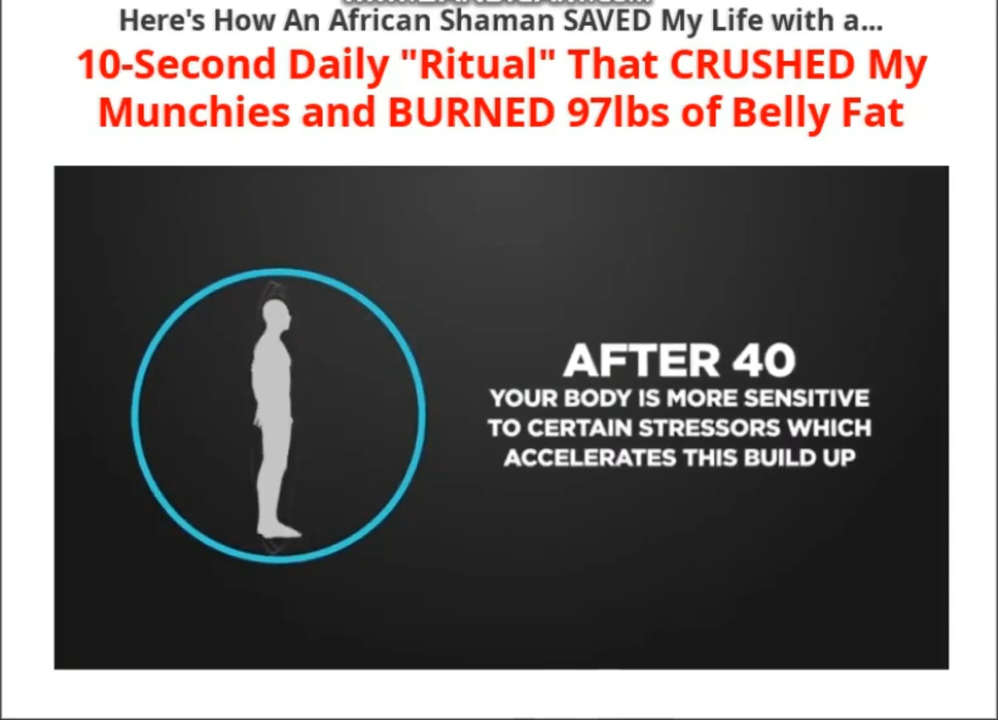 Here's How An African Shaman SAVED My Life with a...
10-Second Daily "Ritual" That CRUSHED My
Munchies and BURNED 97lbs of Belly Fat
AFTER 40
YOUR BODY IS MORE SENSITIVE
TO CERTAIN STRESSORS WHICH
ACCELERATES THIS BUILD UP